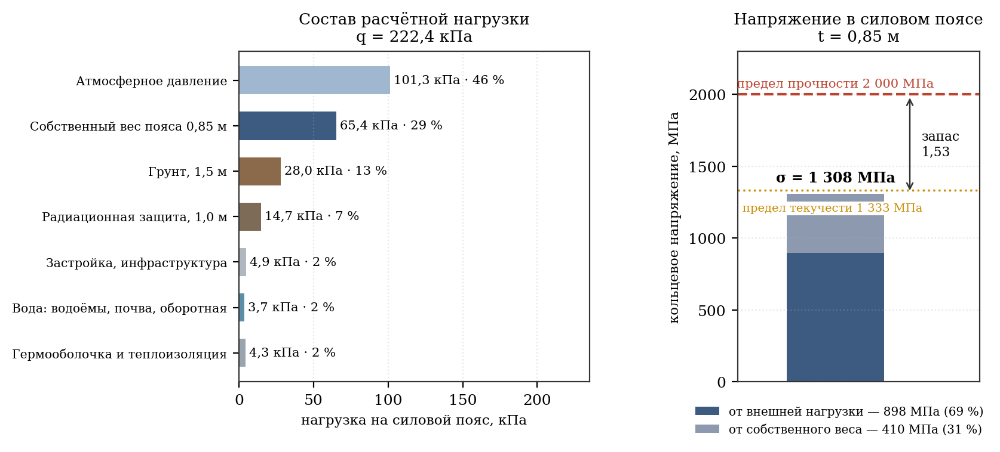 Состав расчётной нагрузки
q = 222,4 кПа
Атмосферное давление
101,3 кПа · 46 %
Собственный вес пояса 0,85 м
65,4 кПа · 29 %
Грунт, 1,5 м
28,0 кПа · 13 %
Радиационная защита, 1,0 м
14,7 кПа · 7 %
Застройка, инфраструктура
4,9 кПа · 2 %
Вода: водоёмы, почва, оборотная
3,7 кПа · 2 %
Гермооболочка и теплоизоляция
4,3 кПа · 2 %
0 50 100 150 200
нагрузка на силовой пояс, кПа
Напряжение в силовом поясе
t = 0,85 м
кольцевое напряжение, МПа
2000
1500
1000
500
0
предел прочности 2 000 МПа
запас
1,53
σ = 1 308 МПа
предел текучести 1 333 МПа
от внешней нагрузки — 898 МПа (69 %)
от собственного веса — 410 МПа (31 %)